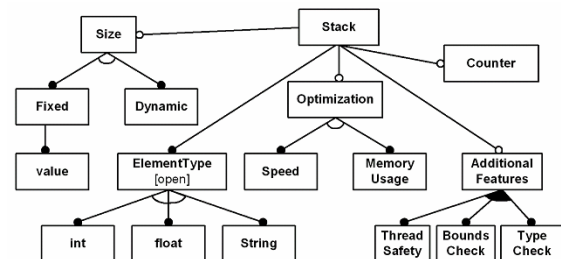 Stack
Size
Counter
Fixed
Dynamic
Optimization
value
ElementType
[open]
Speed
Memory
Usage
Additional
Features
int
float
String
Thread
Safety
Bounds
Check
Type
Check